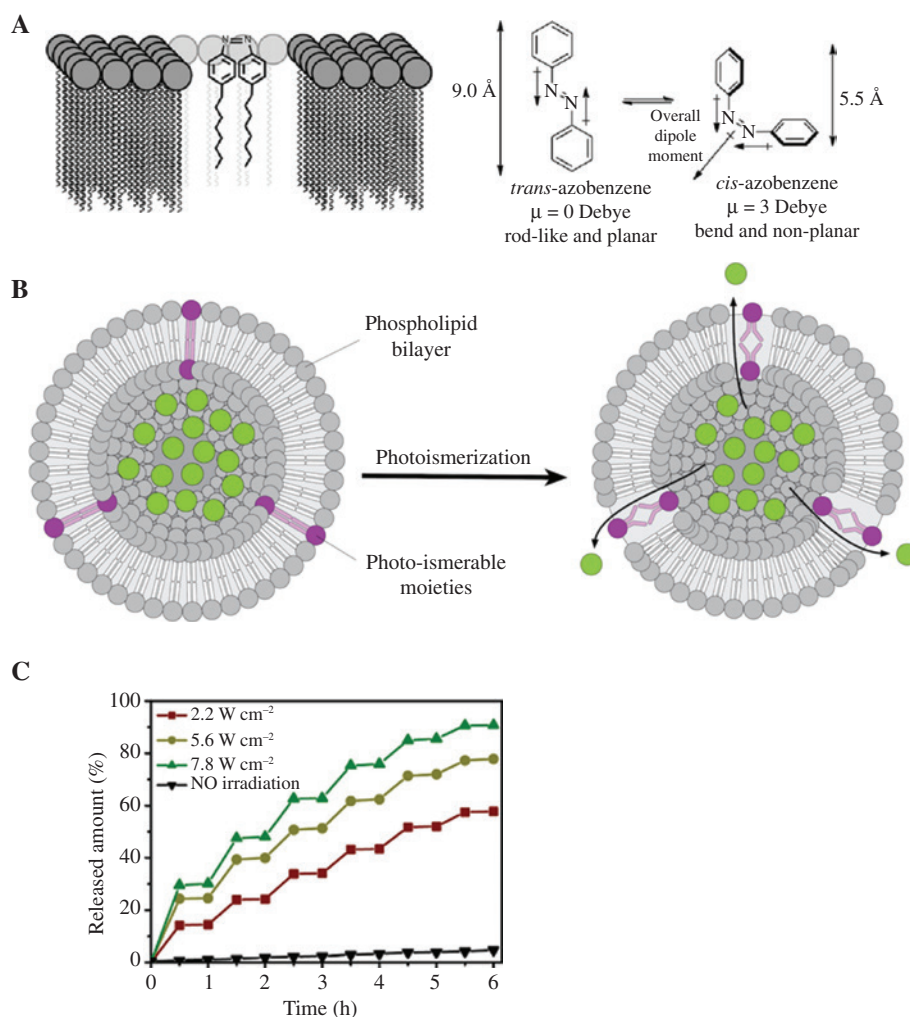 A
N=N
9.0 Å
N
N
trans-azobenzene
μ = 0 Debye
rod-like and planar
Overall
dipole
moment
N
N
cis-azobenzene
μ = 3 Debye
bend and non-planar
5.5 Å
B
Phospholipid
bilayer
Photoismerization
Photo-ismerable
moieties
C
Released amount (%)
100
80
60
40
20
0
2.2 W cm⁻²
5.6 W cm⁻²
7.8 W cm⁻²
NO irradiation
0 1 2 3 4 5 6
Time (h)